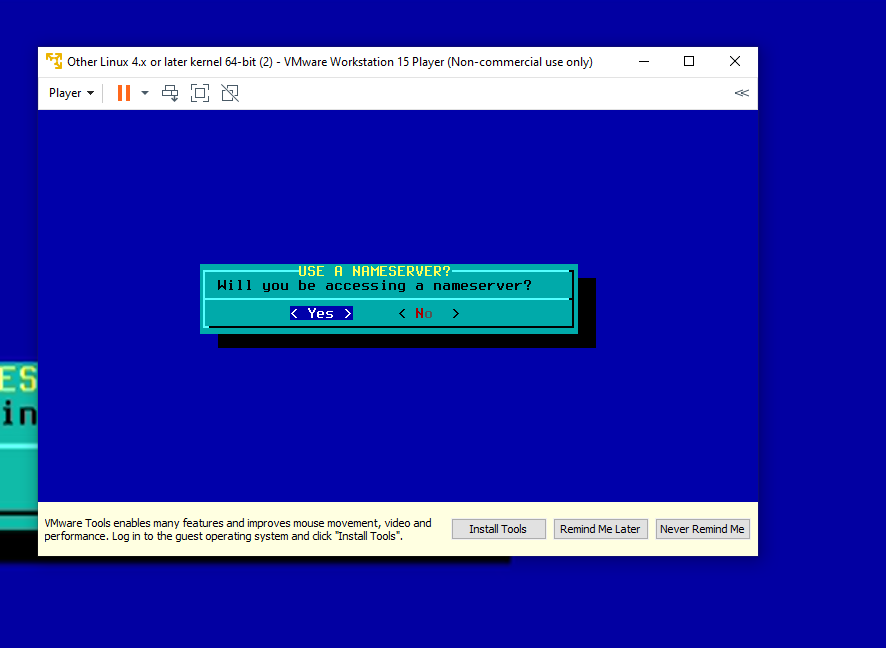 Other Linux 4.x or later kernel 64-bit (2) - VMware Workstation 15 Player (Non-commercial use only)
Player
USE A NAMESERVER?
Will you be accessing a nameserver?
< Yes > < No >
ES
in
VMware Tools enables many features and improves mouse movement, video and
performance. Log in to the guest operating system and click "Install Tools".
Install Tools
Remind Me Later
Never Remind Me